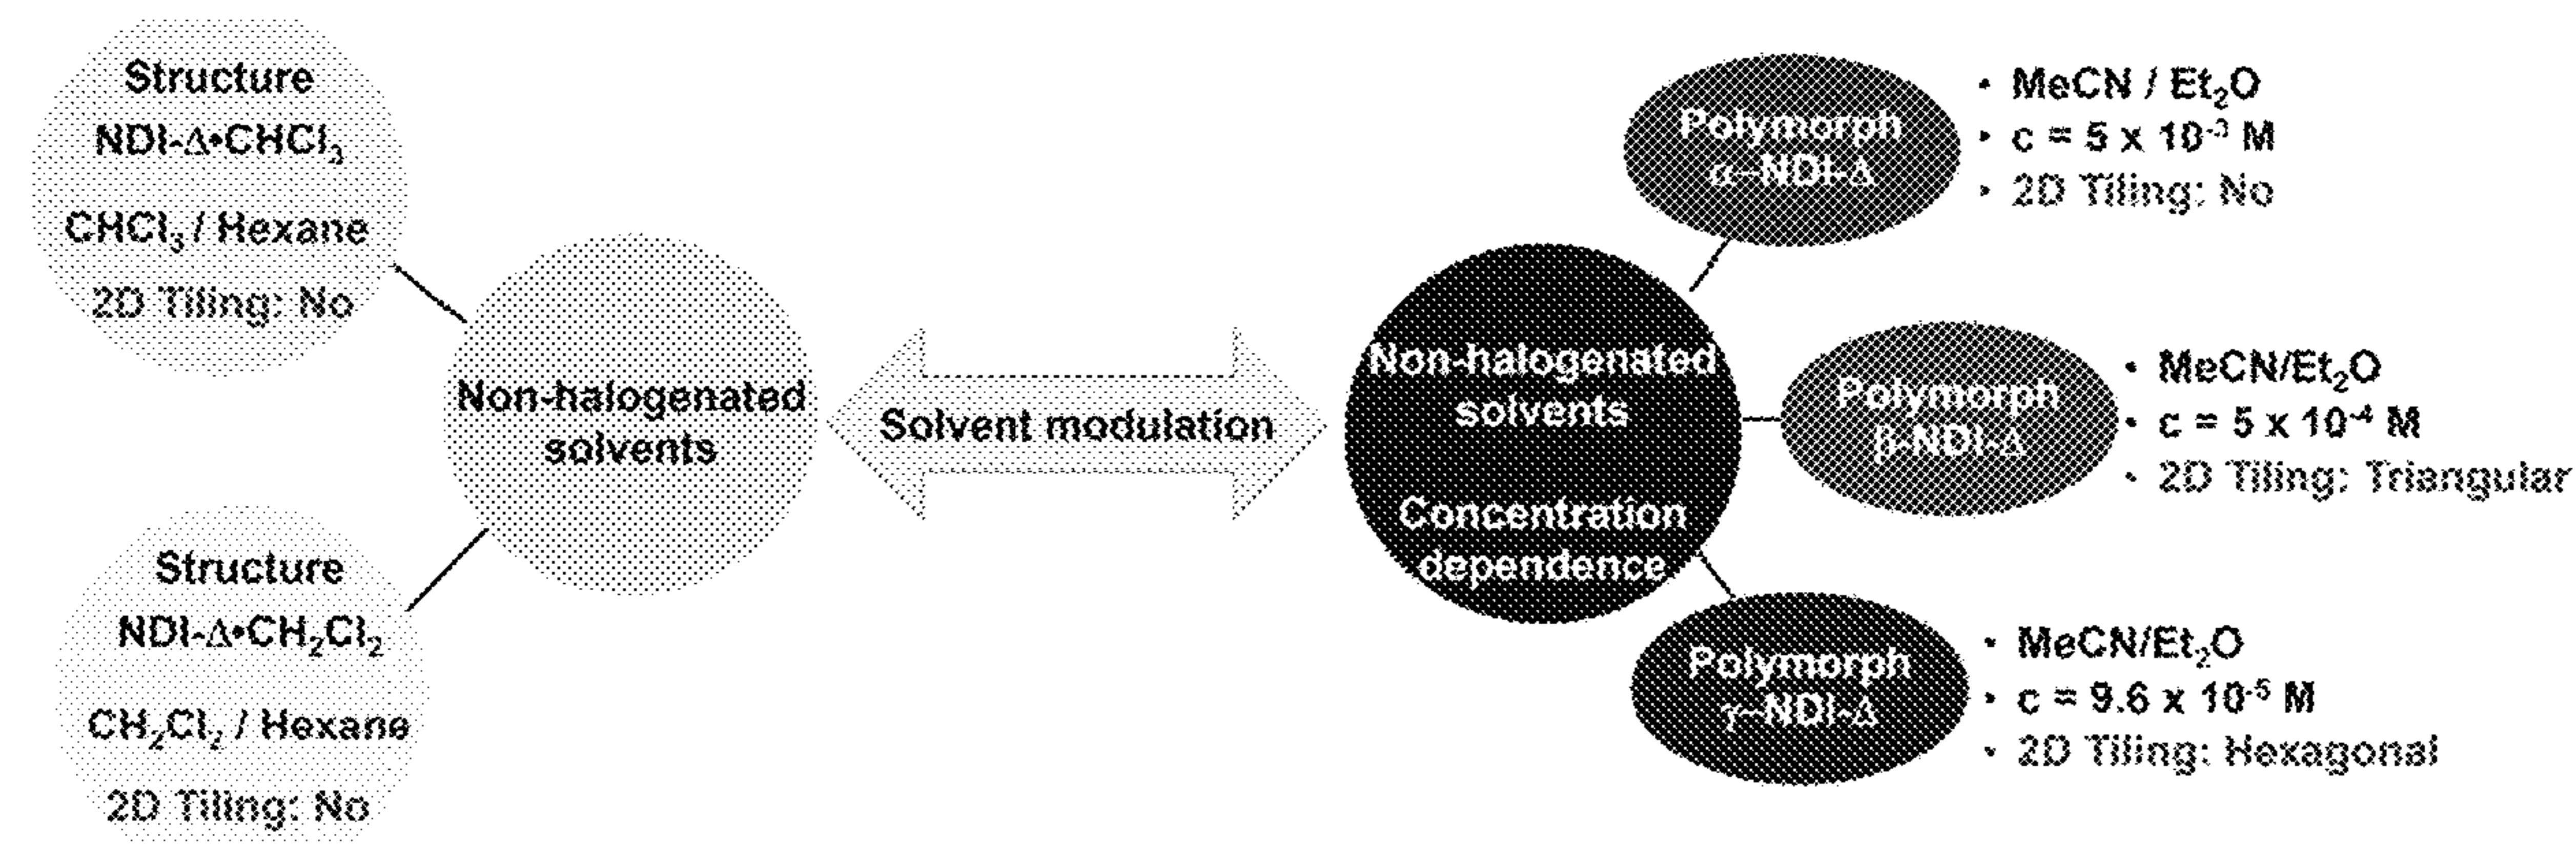 Structure
NDI-Δ•CHCl₃
CHCl₃ / Hexane
2D Tiling: No
Non-halogenated
solvents
Structure
NDI-Δ•CH₂Cl₂
CH₂Cl₂ / Hexane
2D Tiling: No
Solvent modulation
Non-halogenated
solvents
Concentration
dependence
Polymorph
α–NDI-Δ
• MeCN / Et₂O
• c = 5 x 10⁻³ M
• 2D Tiling: No
Polymorph
β-NDI-Δ
• MeCN/Et₂O
• c = 5 x 10⁻⁴ M
• 2D Tiling: Triangular
Polymorph
γ–NDI-Δ
• MeCN/Et₂O
• c = 9.6 x 10⁻⁵ M
• 2D Tiling: Hexagonal